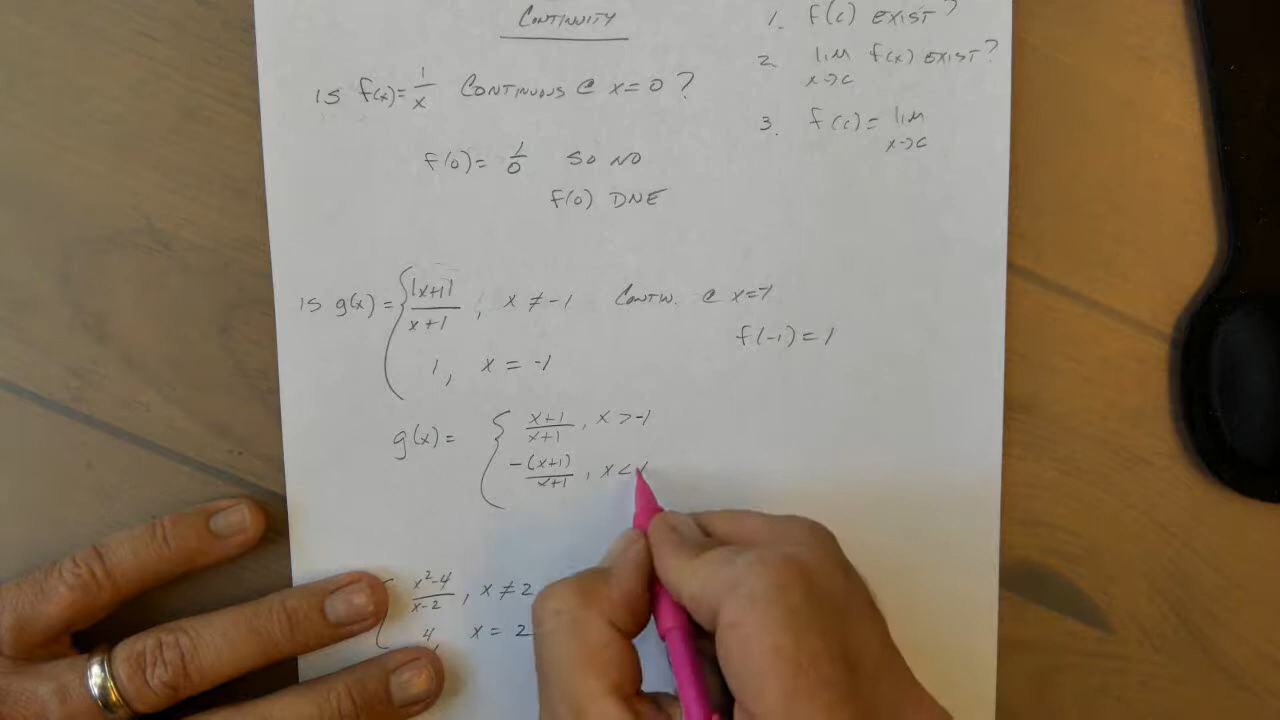 CONTINUITY
1. f(c) EXIST?
2 lim f(x) EXIST?
x→c
3. f(c) = lim
x→c
IS f(x) = 1/x CONTINUOUS @ x=0?
f(0) = 1/0 SO NO
f(0) DNE
IS g(x) = { |x+1|/x+1, x ≠ -1 CONTIN. @ x=-1
f(-1) = 1
1, x = -1
g(x) = { x+1/x+1, x > -1
-(x+1)/x+1, x <
x²-4/x-2, x ≠ 2
4, x = 2